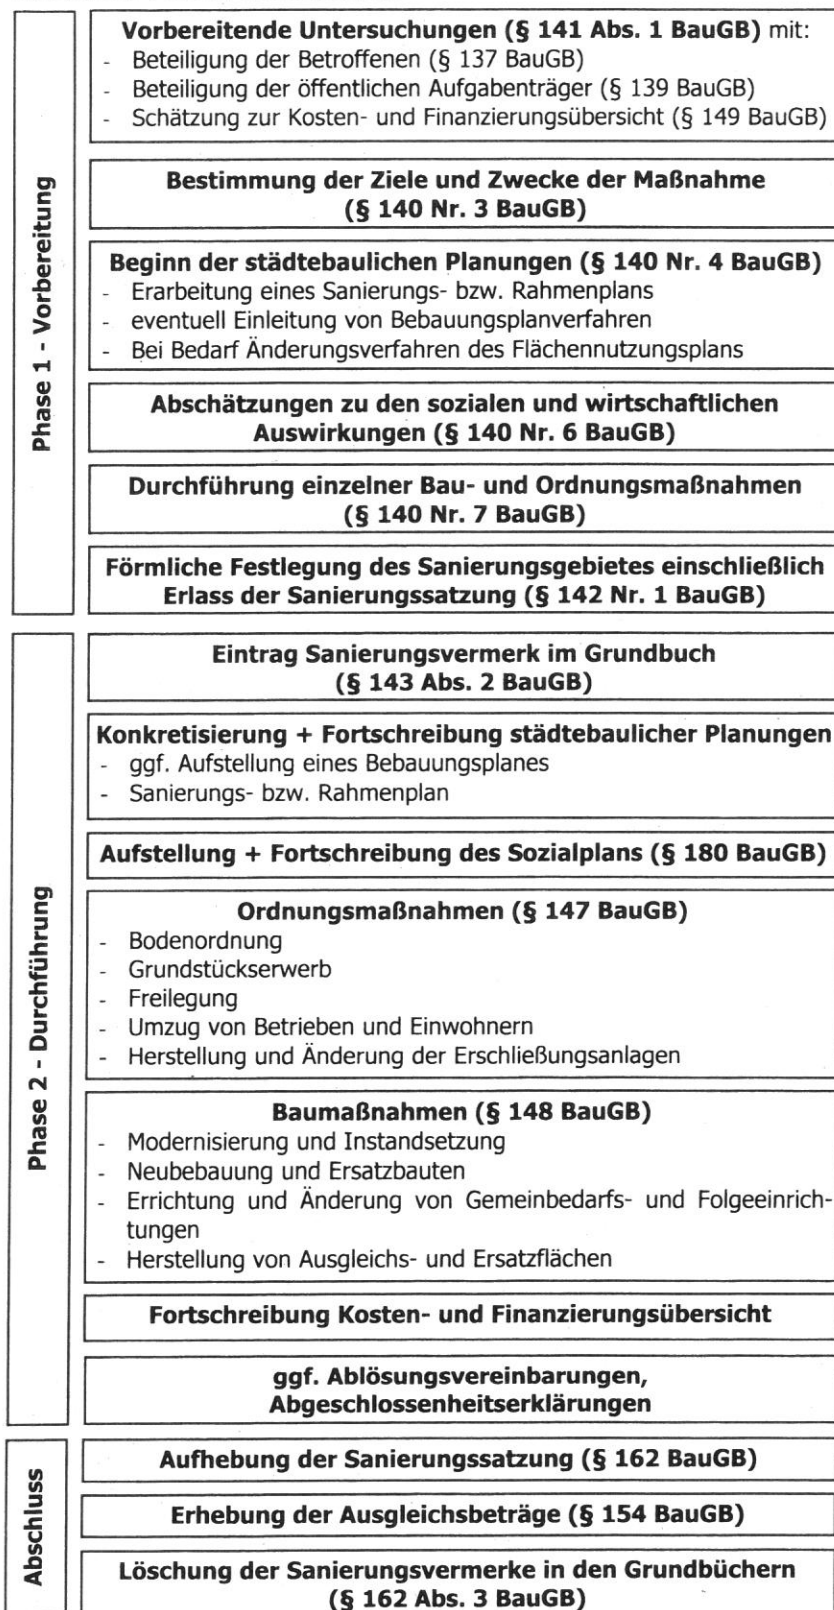 Phase 1 - Vorbereitung
Vorbereitende Untersuchungen (§ 141 Abs. 1 BauGB) mit:
- Beteiligung der Betroffenen (§ 137 BauGB)
- Beteiligung der öffentlichen Aufgabenträger (§ 139 BauGB)
- Schätzung zur Kosten- und Finanzierungsübersicht (§ 149 BauGB)
Bestimmung der Ziele und Zwecke der Maßnahme
(§ 140 Nr. 3 BauGB)
Beginn der städtebaulichen Planungen (§ 140 Nr. 4 BauGB)
- Erarbeitung eines Sanierungs- bzw. Rahmenplans
- eventuell Einleitung von Bebauungsplanverfahren
- Bei Bedarf Änderungsverfahren des Flächennutzungsplans
Abschätzungen zu den sozialen und wirtschaftlichen
Auswirkungen (§ 140 Nr. 6 BauGB)
Durchführung einzelner Bau- und Ordnungsmaßnahmen
(§ 140 Nr. 7 BauGB)
Förmliche Festlegung des Sanierungsgebietes einschließlich
Erlass der Sanierungssatzung (§ 142 Nr. 1 BauGB)
Phase 2 - Durchführung
Eintrag Sanierungsvermerk im Grundbuch
(§ 143 Abs. 2 BauGB)
Konkretisierung + Fortschreibung städtebaulicher Planungen
- ggf. Aufstellung eines Bebauungsplanes
- Sanierungs- bzw. Rahmenplan
Aufstellung + Fortschreibung des Sozialplans (§ 180 BauGB)
Ordnungsmaßnahmen (§ 147 BauGB)
- Bodenordnung
- Grundstückserwerb
- Freilegung
- Umzug von Betrieben und Einwohnern
- Herstellung und Änderung der Erschließungsanlagen
Baumaßnahmen (§ 148 BauGB)
- Modernisierung und Instandsetzung
- Neubebauung und Ersatzbauten
- Errichtung und Änderung von Gemeinbedarfs- und Folgeeinrich-
tungen
- Herstellung von Ausgleichs- und Ersatzflächen
Fortschreibung Kosten- und Finanzierungsübersicht
ggf. Ablösungsvereinbarungen,
Abgeschlossenheitserklärungen
Abschluss
Aufhebung der Sanierungssatzung (§ 162 BauGB)
Erhebung der Ausgleichsbeträge (§ 154 BauGB)
Löschung der Sanierungsvermerke in den Grundbüchern
(§ 162 Abs. 3 BauGB)